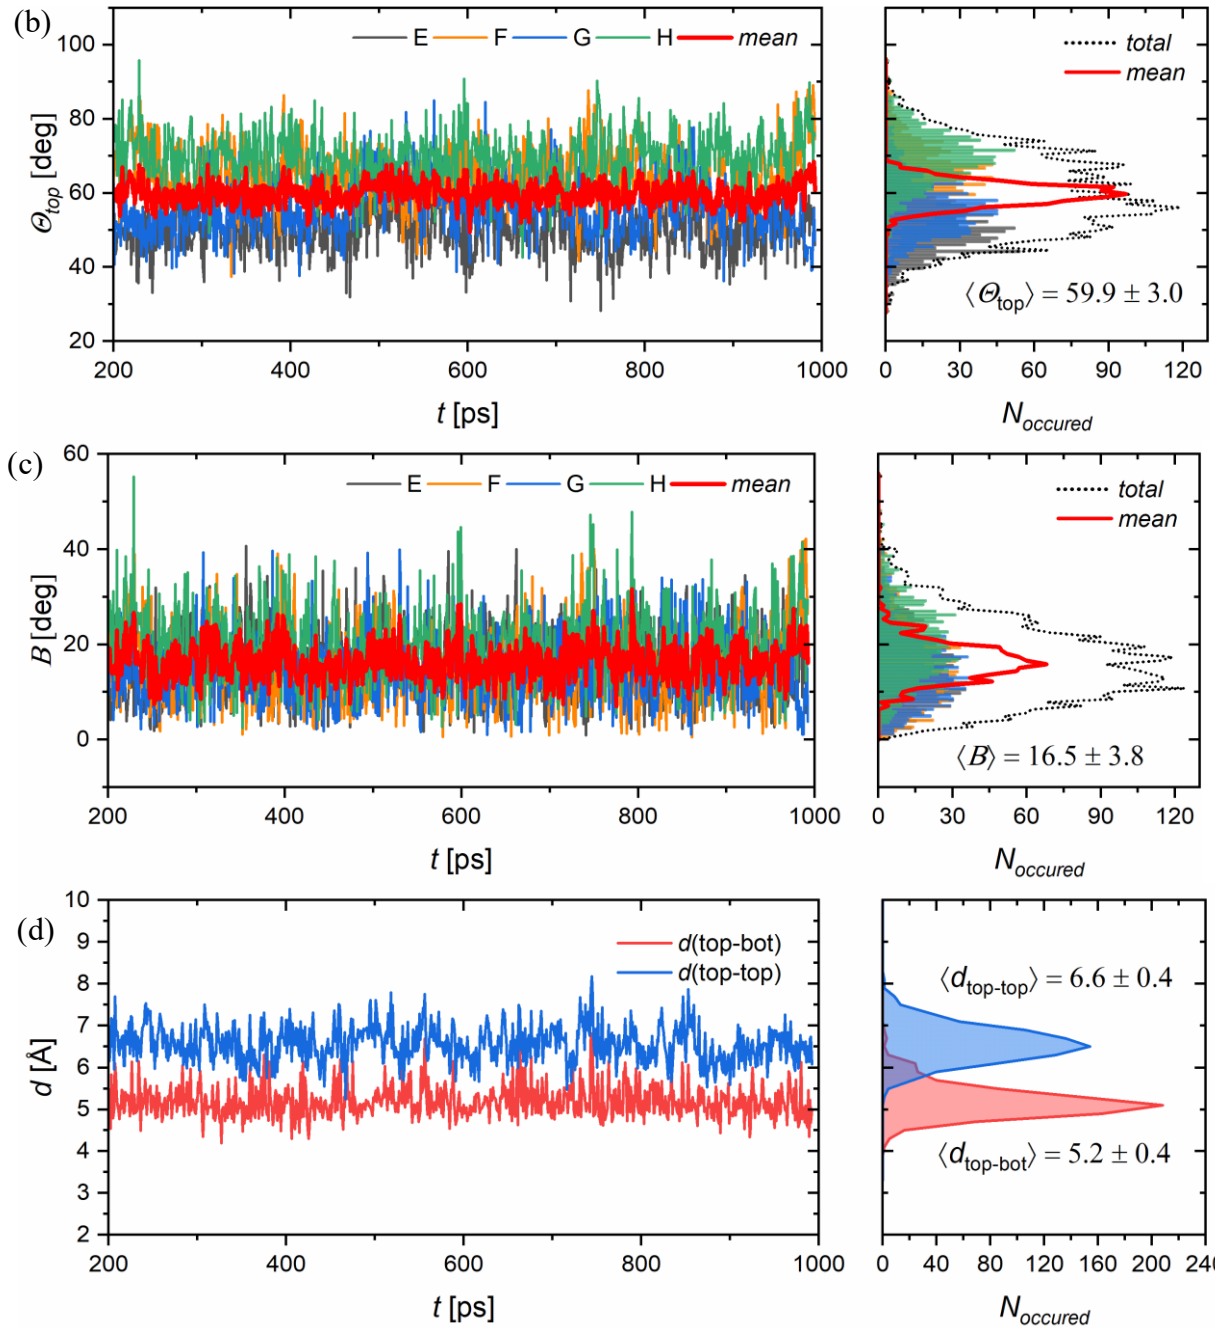 (b)
100
80
60
40
20
Θtop [deg]
E F G H mean
200 400 600 800 1000
t [ps]
total
mean
⟨Θtop⟩ = 59.9 ± 3.0
0 30 60 90 120
Noccured
(c)
60
40
20
0
B [deg]
E F G H mean
200 400 600 800 1000
t [ps]
total
mean
⟨B⟩ = 16.5 ± 3.8
0 30 60 90 120
Noccured
(d)
10
9
8
7
6
5
4
3
2
d [Å]
d(top-bot)
d(top-top)
200 400 600 800 1000
t [ps]
⟨dtop-top⟩ = 6.6 ± 0.4
⟨dtop-bot⟩ = 5.2 ± 0.4
0 40 80 120 160 200 24
Noccured